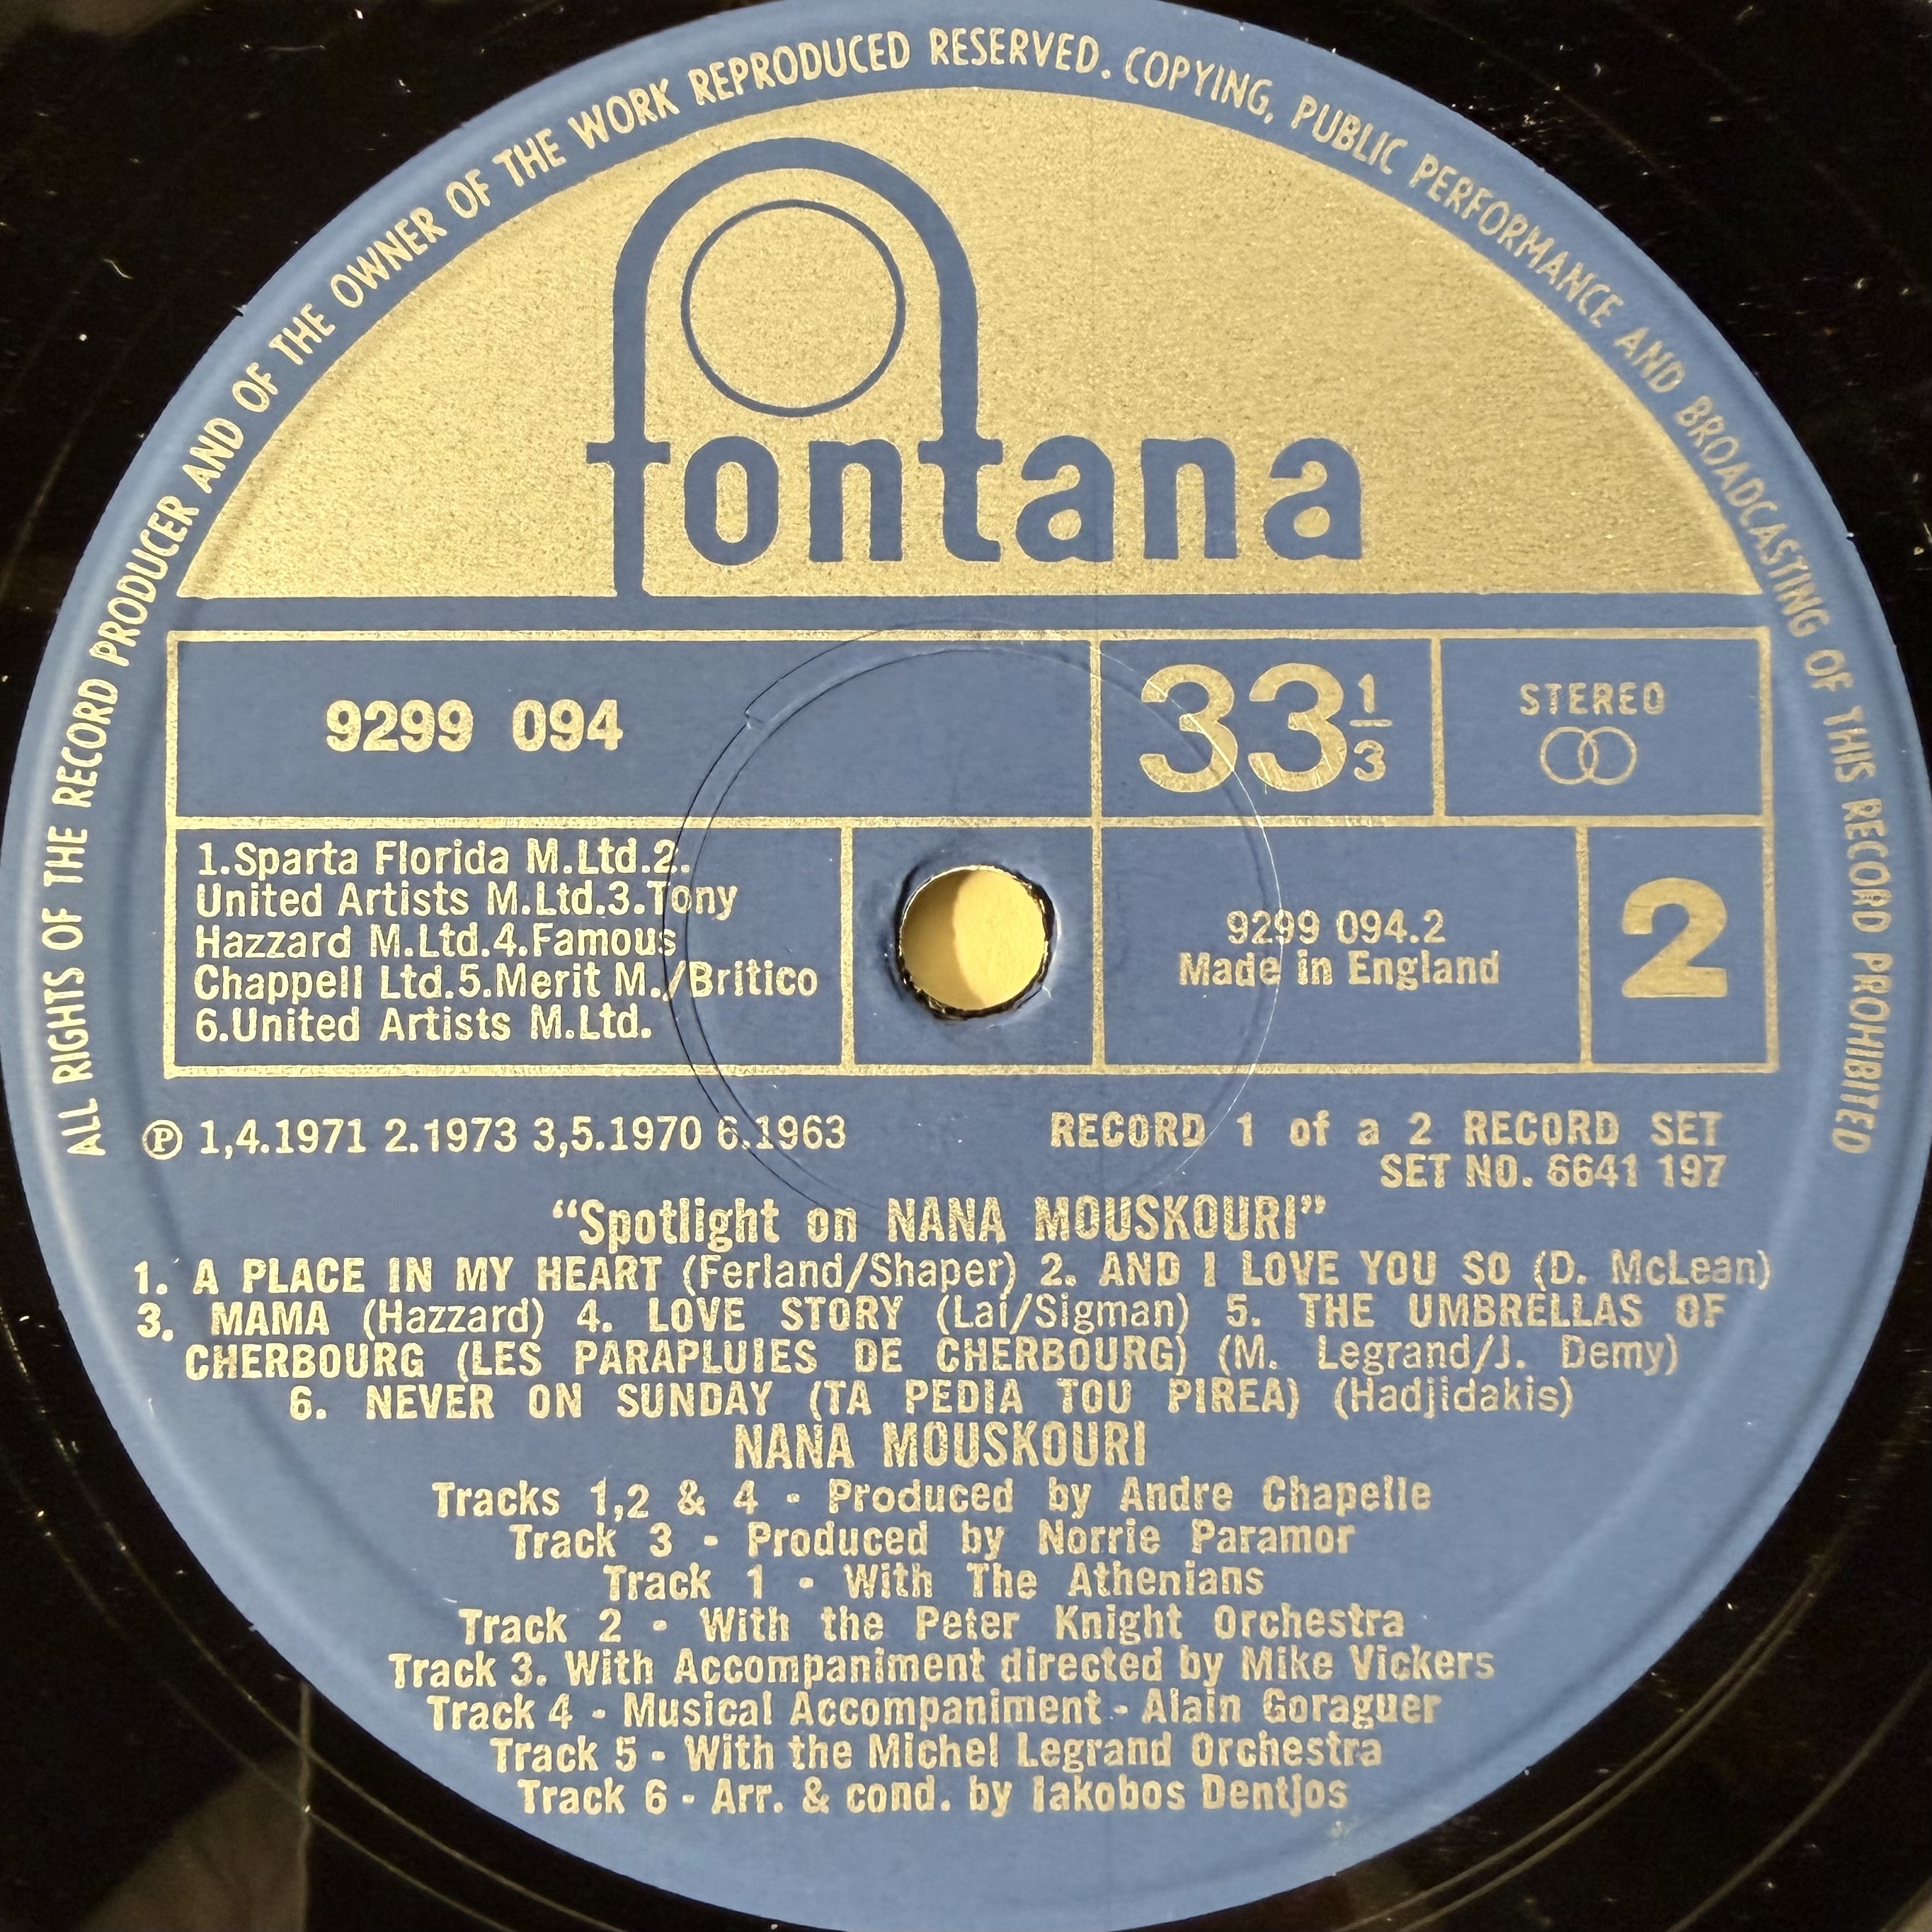 ALL RIGHTS OF THE RECORD PRODUCER AND OF THE OWNER OF THE WORK REPRODUCED RESERVED. COPYING, PUBLIC PERFORMANCE AND BROADCASTING OF THIS RECORD PROHIBITED
fontana
9299 094
33 1/3
STEREO
1.Sparta Florida M.Ltd.2.
United Artists M.Ltd.3.Tony
Hazzard M.Ltd.4.Famous
Chappell Ltd.5.Merit M./Britico
6.United Artists M.Ltd.
9299 094.2
Made in England
2
℗ 1,4.1971 2.1973 3,5.1970 6.1963
RECORD 1 of a 2 RECORD SET
SET NO. 6641 197
“Spotlight on NANA MOUSKOURI”
1. A PLACE IN MY HEART (Ferland/Shaper) 2. AND I LOVE YOU SO (D. McLean)
3. MAMA (Hazzard) 4. LOVE STORY (Lai/Sigman) 5. THE UMBRELLAS OF
CHERBOURG (LES PARAPLUIES DE CHERBOURG) (M. Legrand/J. Demy)
6. NEVER ON SUNDAY (TA PEDIA TOU PIREA) (Hadjidakis)
NANA MOUSKOURI
Tracks 1,2 & 4 - Produced by Andre Chapelle
Track 3 - Produced by Norrie Paramor
Track 1 - With The Athenians
Track 2 - With the Peter Knight Orchestra
Track 3. With Accompaniment directed by Mike Vickers
Track 4 - Musical Accompaniment - Alain Goraguer
Track 5 - With the Michel Legrand Orchestra
Track 6 - Arr. & cond. by Iakobos Dentjos